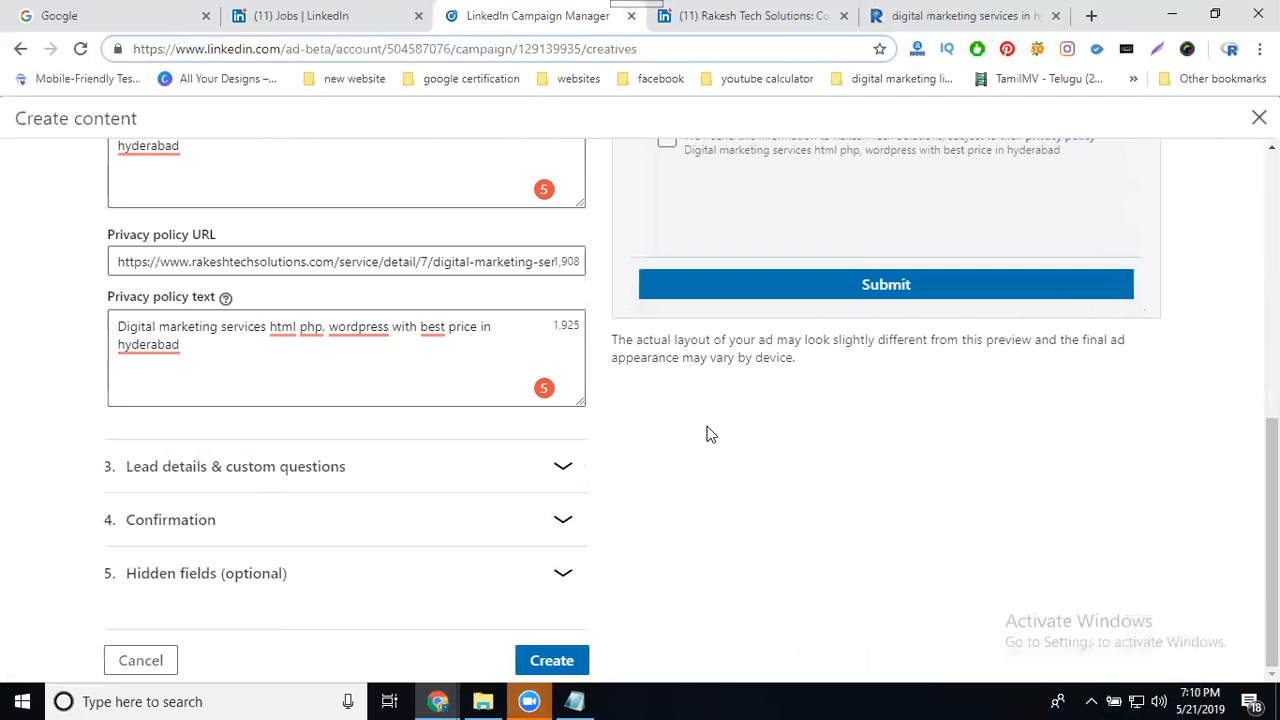 Google
(11) Jobs | LinkedIn
LinkedIn Campaign Manager
(11) Rakesh Tech Solutions: Co
digital marketing services in h
https://www.linkedin.com/ad-beta/account/504587076/campaign/129139935/creatives
Mobile-Friendly Tes...
All Your Designs –...
new website
google certification
websites
facebook
youtube calculator
digital marketing li...
TamilMV - Telugu (2...
»
Other bookmarks
Create content
hyderabad
5
Privacy policy URL
https://www.rakeshtechsolutions.com/service/detail/7/digital-marketing-ser
1,908
Privacy policy text
Digital marketing services html php, wordpress with best price in
hyderabad
1,925
5
3. Lead details & custom questions
4. Confirmation
5. Hidden fields (optional)
Cancel
Create
privacy policy
Digital marketing services html php, wordpress with best price in hyderabad
Submit
The actual layout of your ad may look slightly different from this preview and the final ad
appearance may vary by device.
Activate Windows
Go to Settings to activate Windows.
Type here to search
7:10 PM
5/21/2019
18